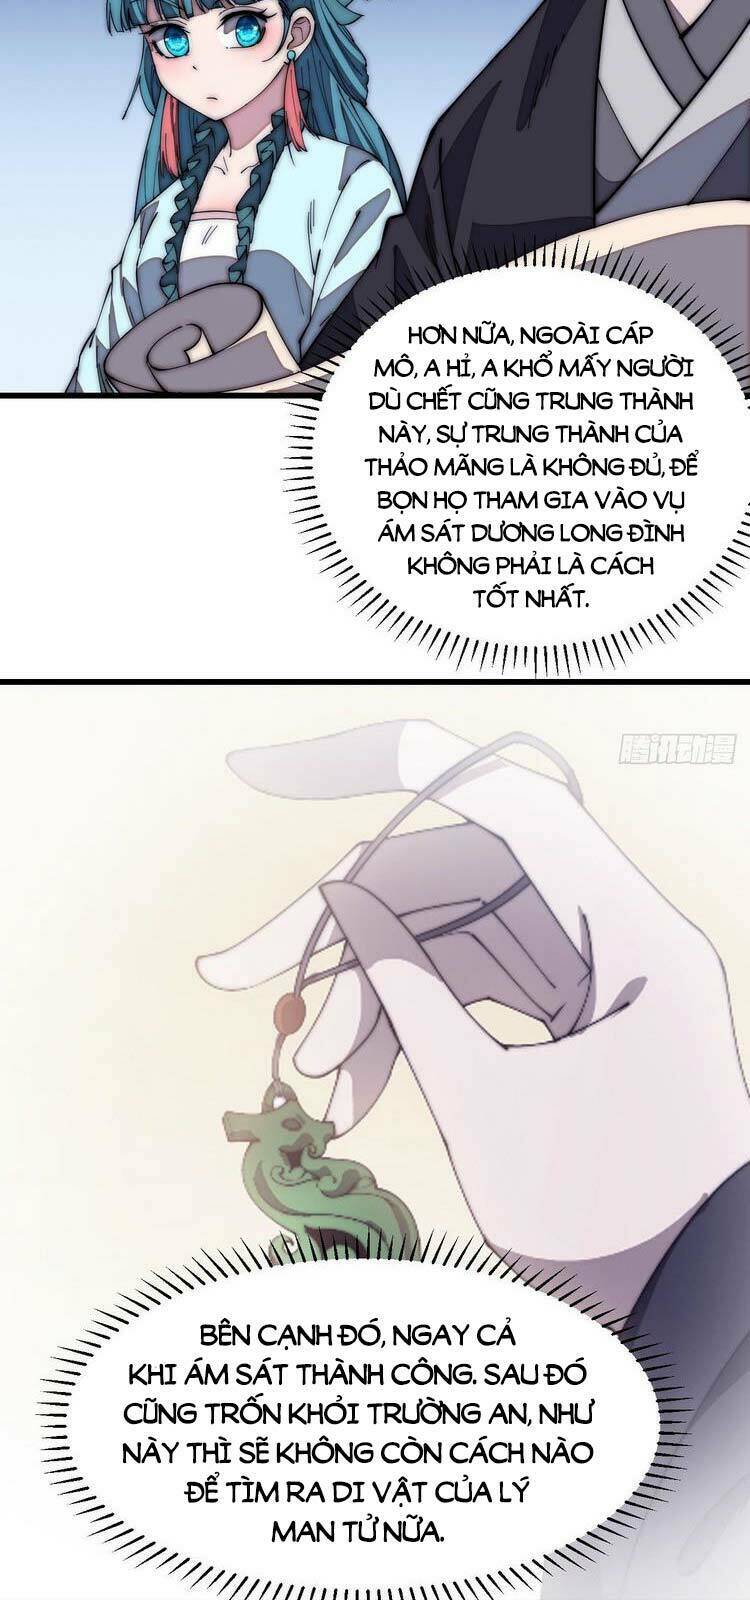 HƠN NỮA, NGOÀI CÁP
MÔ, A HỈ, A KHỔ MẤY NGƯỜI
DÙ CHẾT CŨNG TRUNG THÀNH
NÀY, SỰ TRUNG THÀNH CỦA
THẢO MÃNG LÀ KHÔNG ĐỦ, ĐỂ
BỌN HỌ THAM GIA VÀO VỤ
ÁM SÁT DƯƠNG LONG ĐÌNH
KHÔNG PHẢI LÀ CÁCH
TỐT NHẤT.
腾讯动漫
BÊN CẠNH ĐÓ, NGAY CẢ
KHI ÁM SÁT THÀNH CÔNG. SAU ĐÓ
CŨNG TRỐN KHỎI TRƯỜNG AN, NHƯ
NÀY THÌ SẼ KHÔNG CÒN CÁCH NÀO
ĐỂ TÌM RA DI VẬT CỦA LÝ
MAN TỬ NỮA.